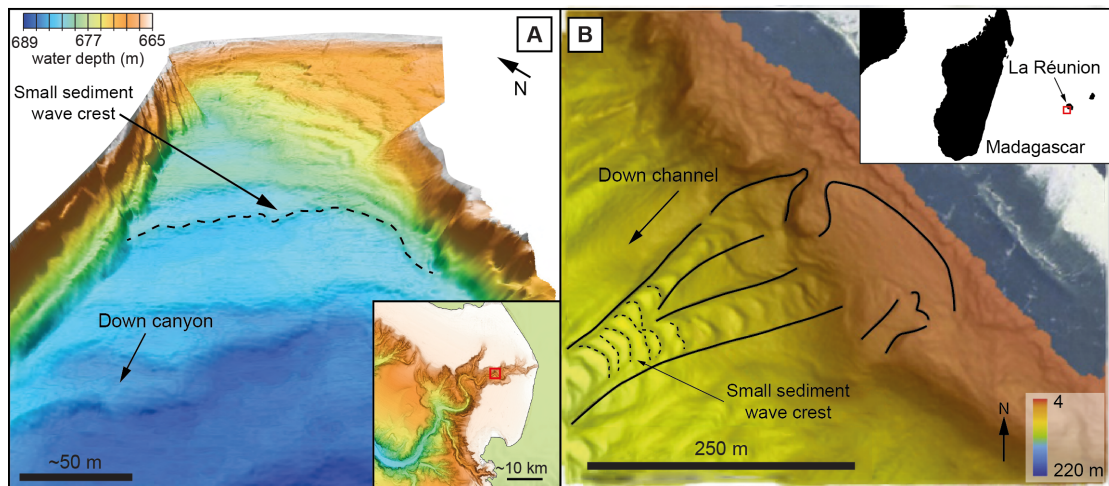 689 677 665
water depth (m)
A
N
Small sediment
wave crest
Down canyon
~50 m
~10 km
B
La Réunion
Madagascar
Down channel
Small sediment
wave crest
250 m
N
4
220 m